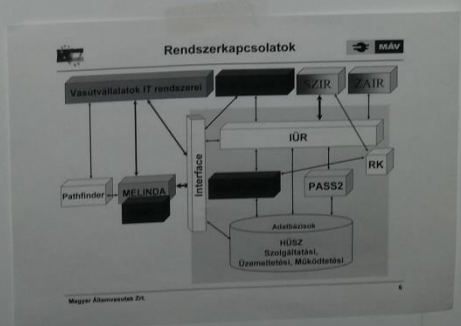 Rendszerkapcsolatok
MÁV
Vasútvállalatok IT rendszerei
SZIR
ZAIR
IÜR
Interface
RK
Pathfinder
MELINDA
PASS2
Adatbázisok
HÜSZ
Szolgáltatási,
Üzemeltetési, Működtetési
Magyar Államvasutak Zrt.
6